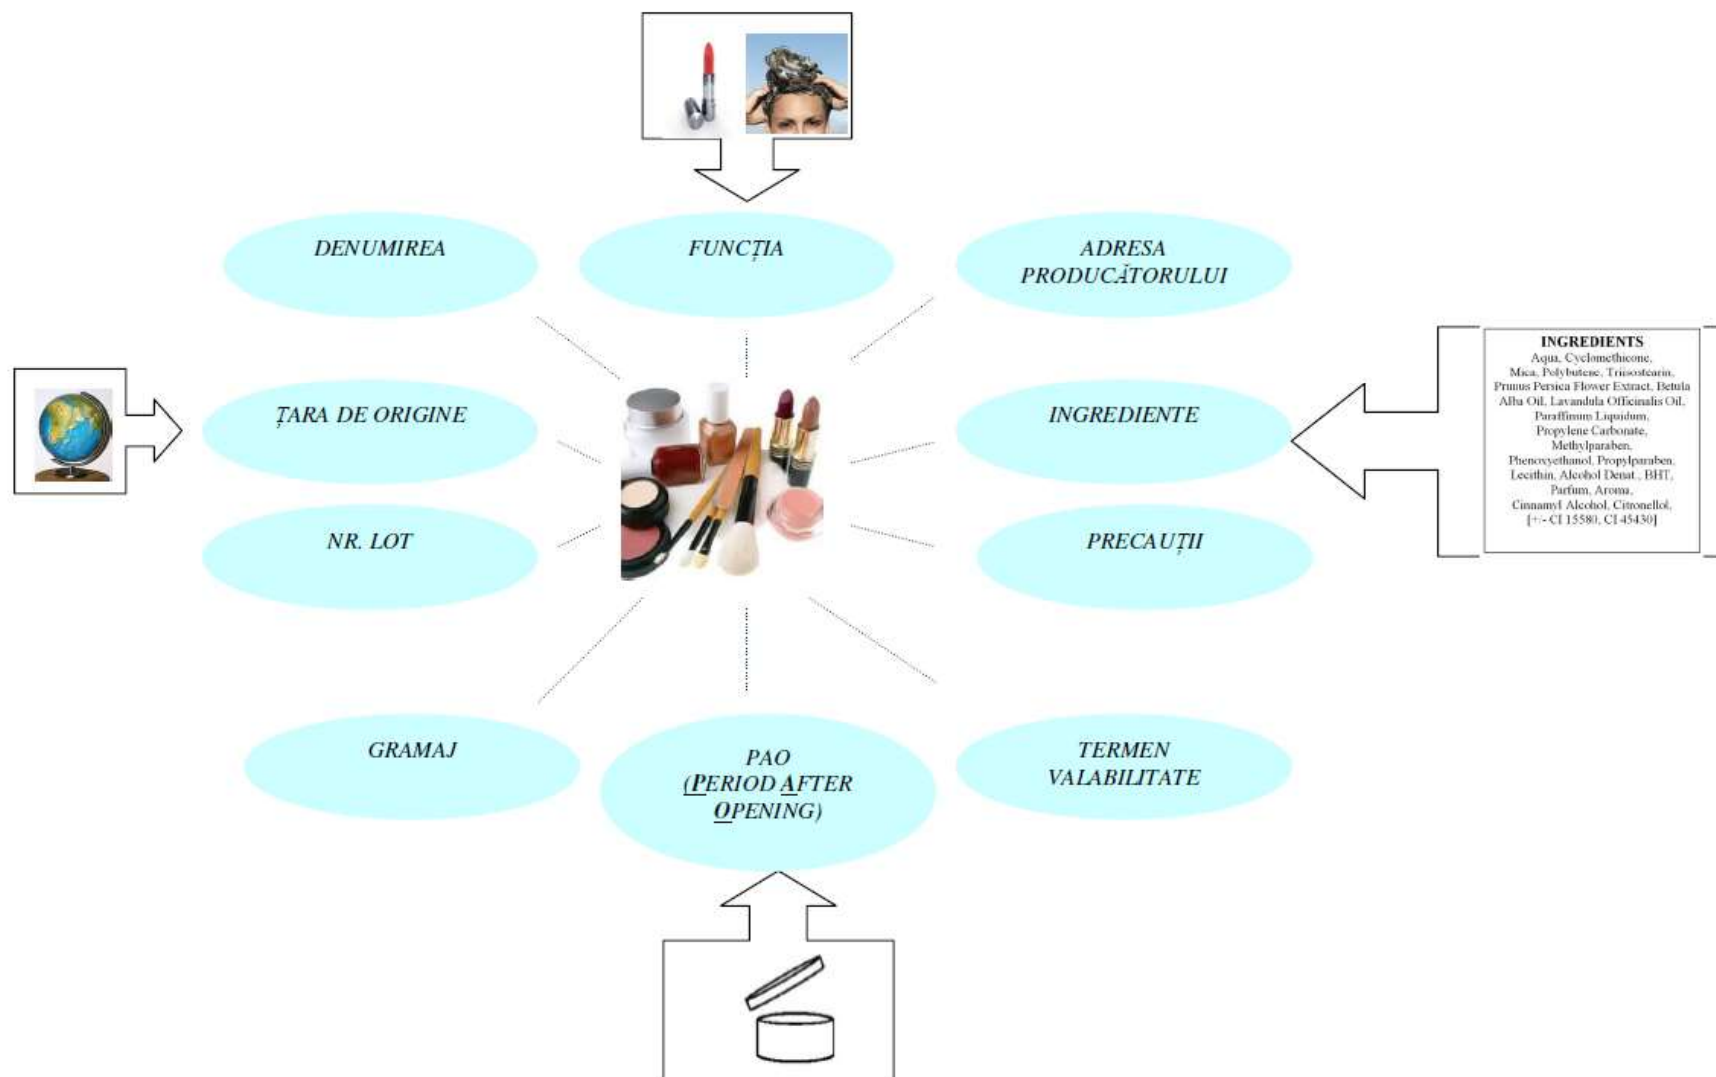 DENUMIREA
FUNCȚIA
ADRESA
PRODUCĂTORULUI
ȚARA DE ORIGINE
INGREDIENTE
INGREDIENTS
Aqua, Cyclomethicone,
Mica, Polybutene, Triisostearin,
Prunus Persica Flower Extract, Betula
Alba Oil, Lavandula Officinalis Oil,
Paraffinum Liquidum,
Propylene Carbonate,
Methylparaben,
Phenoxyethanol, Propylparaben,
Lecithin, Alcohol Denat., BHT,
Parfum, Aroma,
Cinnamyl Alcohol, Citronellol,
[+/- CI 15580, CI 45430]
NR. LOT
PRECAUȚII
GRAMAJ
PAO
(PERIOD AFTER
OPENING)
TERMEN
VALABILITATE